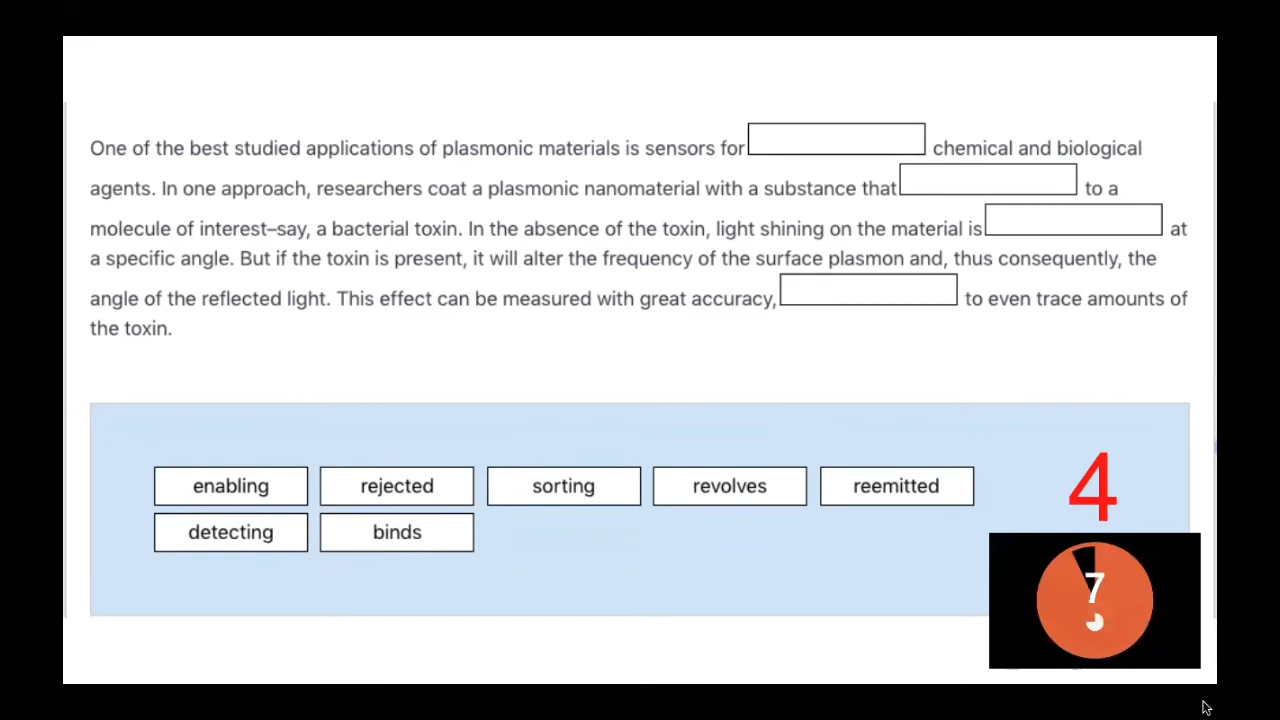 One of the best studied applications of plasmonic materials is sensors for chemical and biological
agents. In one approach, researchers coat a plasmonic nanomaterial with a substance that to a
molecule of interest–say, a bacterial toxin. In the absence of the toxin, light shining on the material is at
a specific angle. But if the toxin is present, it will alter the frequency of the surface plasmon and, thus consequently, the
angle of the reflected light. This effect can be measured with great accuracy, to even trace amounts of
the toxin.
enabling rejected sorting revolves reemitted
detecting binds
4
7